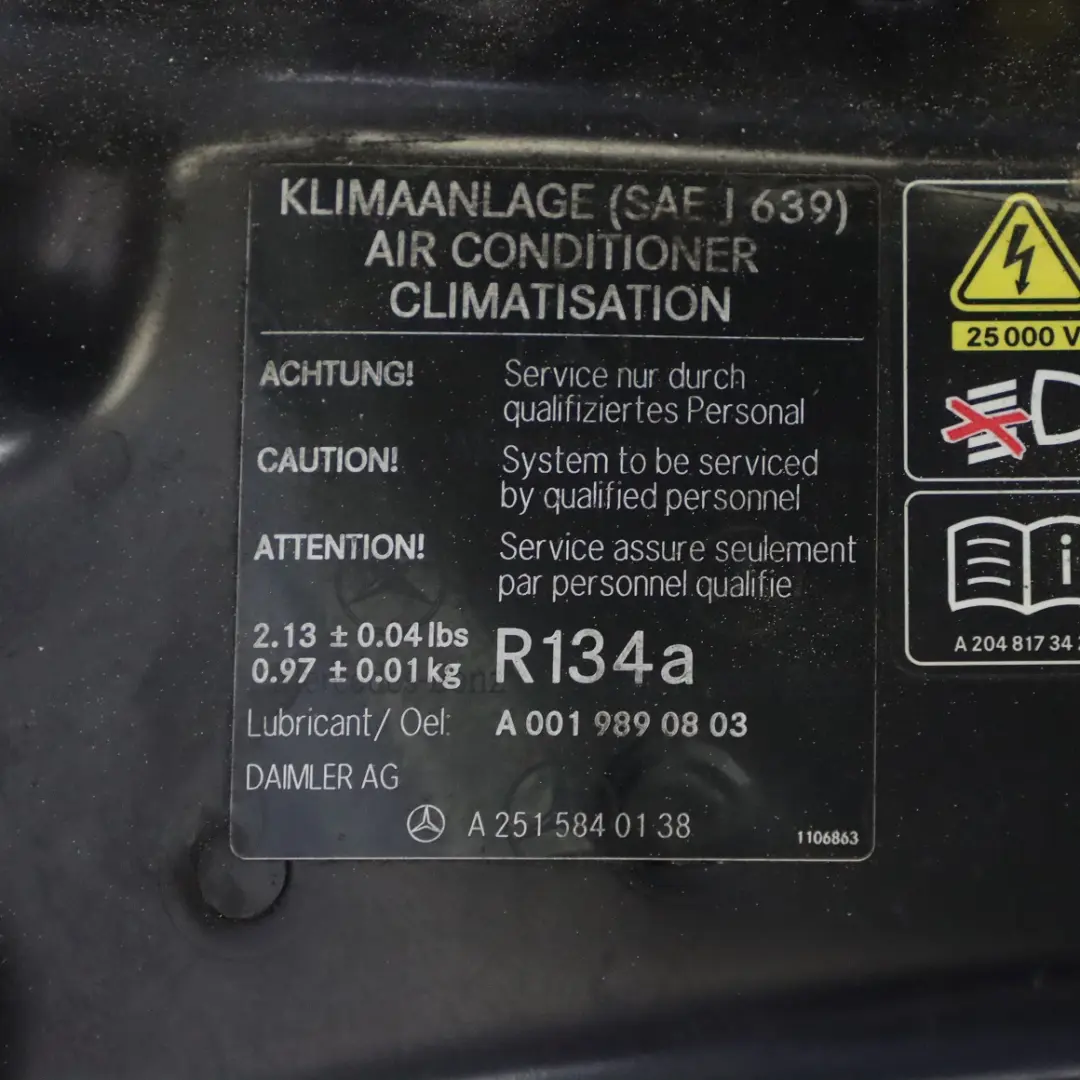 KLIMAANLAGE (SAE J 639)
AIR CONDITIONER
CLIMATISATION
ACHTUNG! Service nur durch
qualifiziertes Personal
CAUTION! System to be serviced
by qualified personnel
ATTENTION! Service assure seulement
par personnel qualifie
2.13 ± 0.04 lbs
0.97 ± 0.01 kg R134a
Lubricant/ Oel: A 001 989 08 03
DAIMLER AG
A 251 584 01 38 1106863
25 000 V
i
A 204 817 34